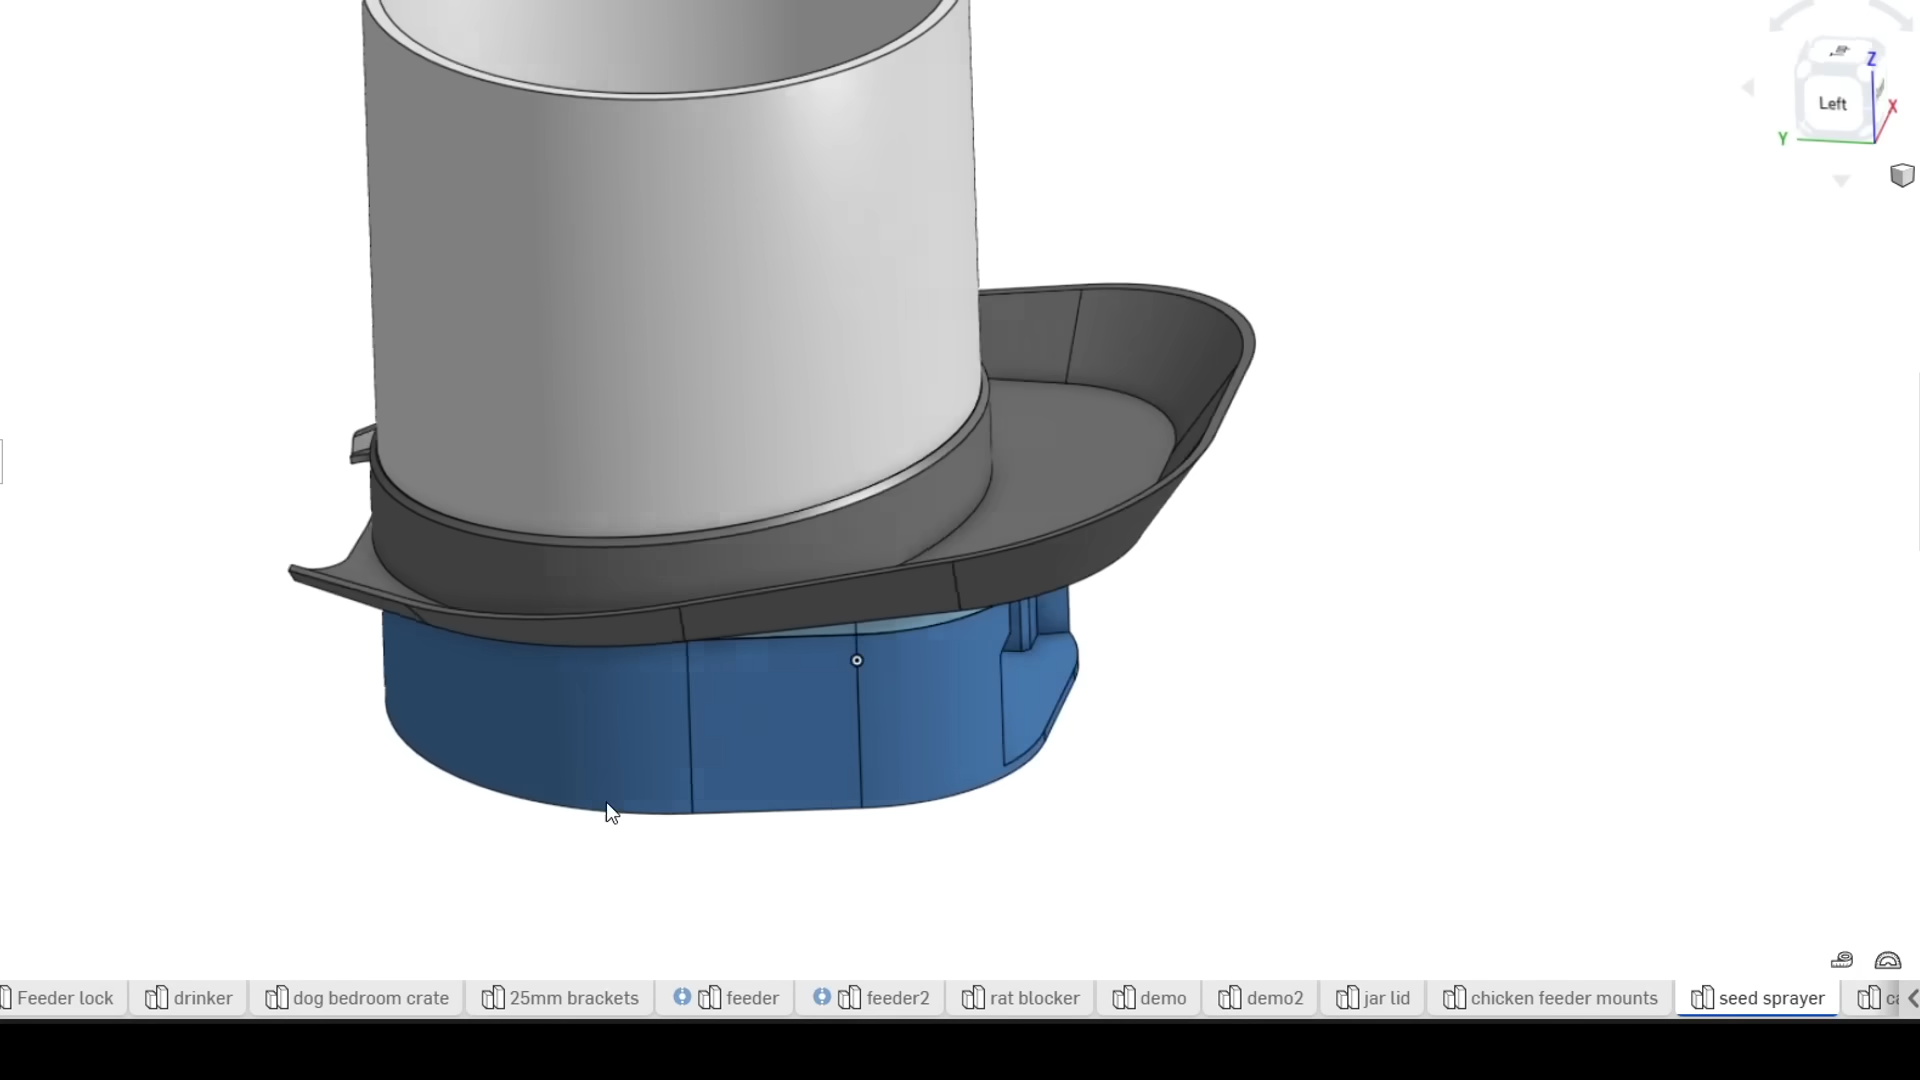 Z
Left
X
Y
Feeder lock drinker dog bedroom crate 25mm brackets feeder feeder2 rat blocker demo demo2 jar lid chicken feeder mounts seed sprayer